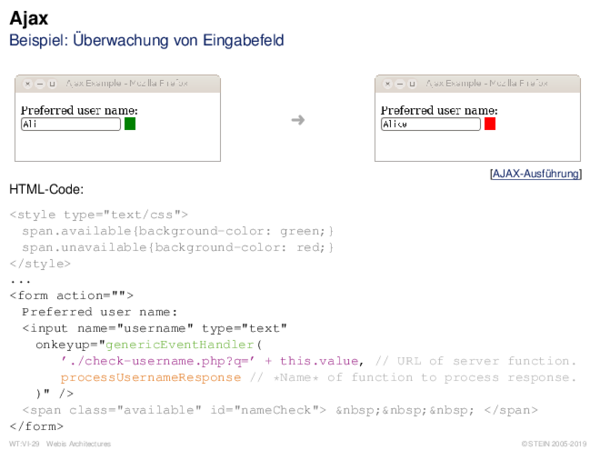 Ajax
Beispiel: Überwachung von Eingabefeld
Ajax Example - Mozilla Firefox
Preferred user name:
Ali
➔
Ajax Example - Mozilla Firefox
Preferred user name:
Alice
[AJAX-Ausführung]
HTML-Code:
<style type="text/css">
span.available{background-color: green;}
span.unavailable{background-color: red;}
</style>
...
<form action="">
Preferred user name:
<input name="username" type="text"
onkeyup="genericEventHandler(
'./check-username.php?q=' + this.value, // URL of server function.
processUsernameResponse // *Name* of function to process response.
)" />
<span class="available" id="nameCheck"> &nbsp;&nbsp;&nbsp; </span>
</form>
WT:VI-29 Webis Architectures
© STEIN 2005-2019